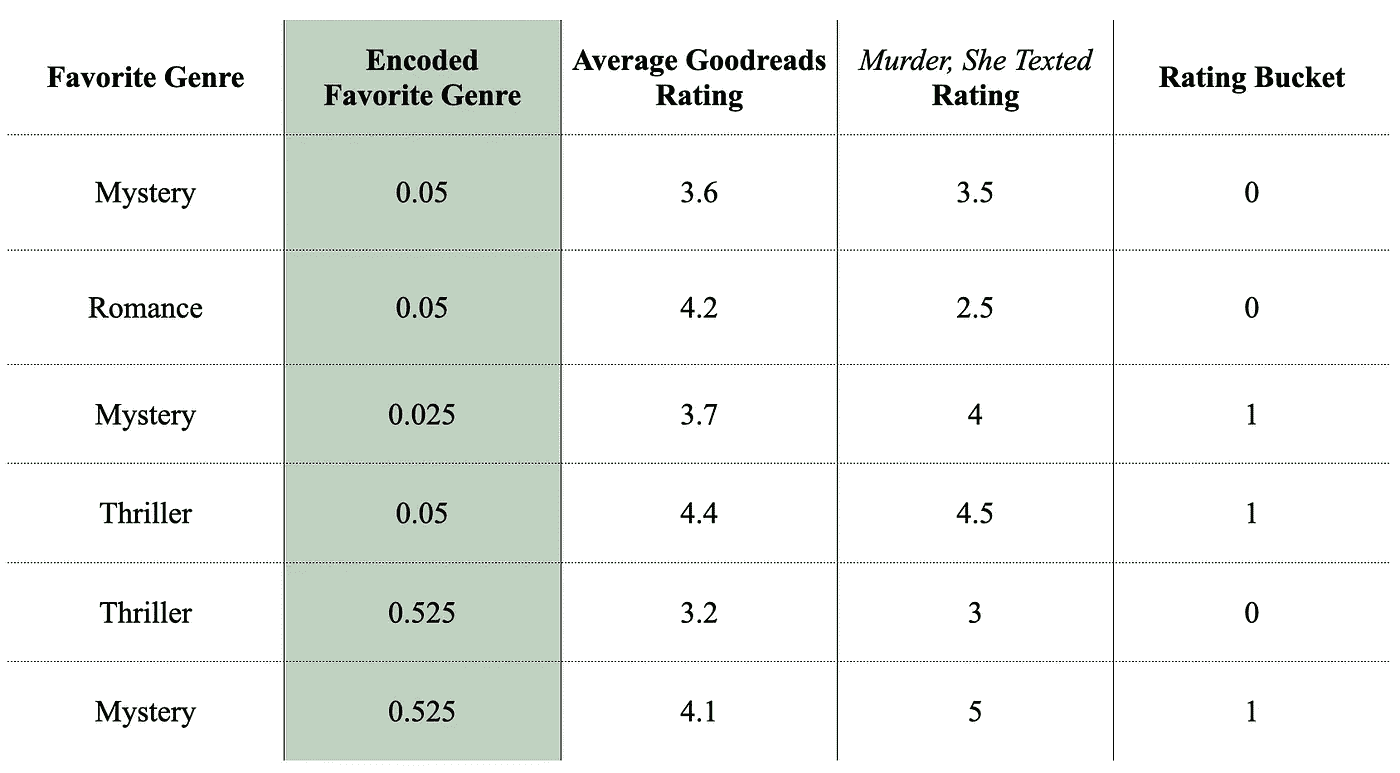 Favorite Genre Encoded Favorite Genre Average Goodreads Rating Murder, She Texted Rating Rating Bucket
Mystery 0.05 3.6 3.5 0
Romance 0.05 4.2 2.5 0
Mystery 0.025 3.7 4 1
Thriller 0.05 4.4 4.5 1
Thriller 0.525 3.2 3 0
Mystery 0.525 4.1 5 1